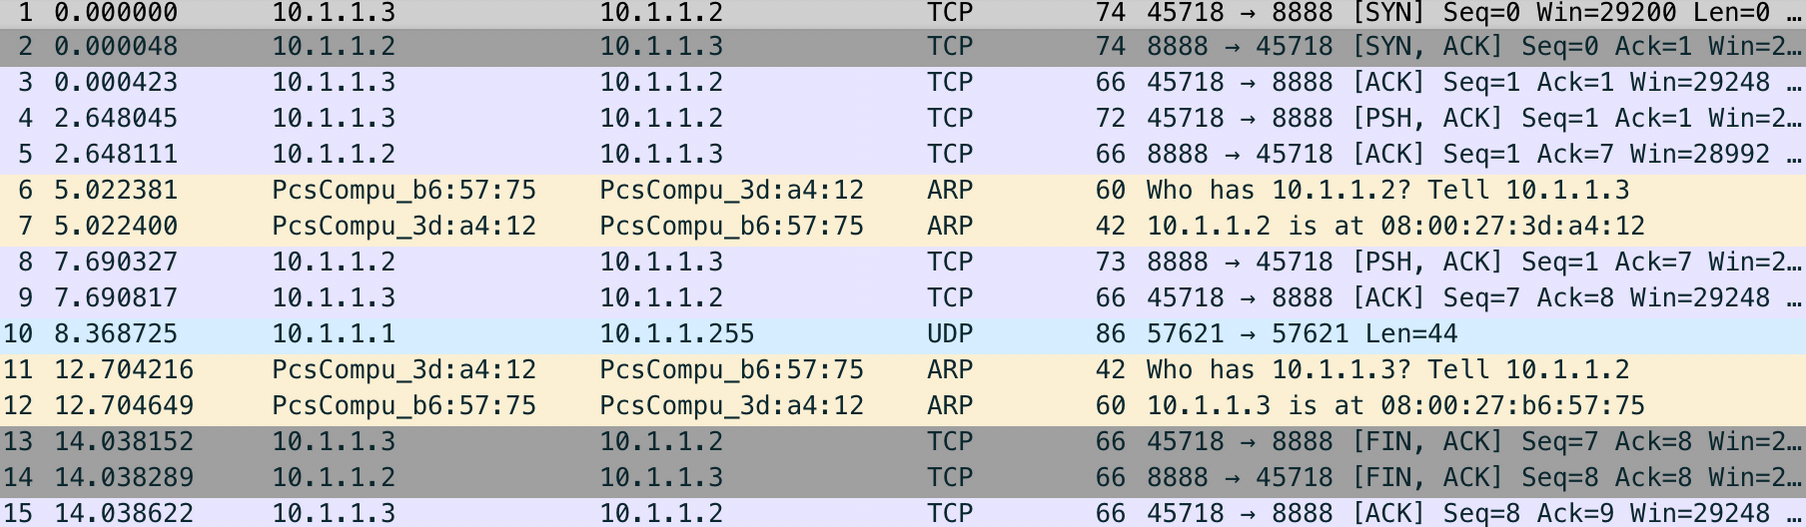 1 0.000000 10.1.1.3 10.1.1.2 TCP 74 45718 → 8888 [SYN] Seq=0 Win=29200 Len=0 …
2 0.000048 10.1.1.2 10.1.1.3 TCP 74 8888 → 45718 [SYN, ACK] Seq=0 Ack=1 Win=2…
3 0.000423 10.1.1.3 10.1.1.2 TCP 66 45718 → 8888 [ACK] Seq=1 Ack=1 Win=29248 …
4 2.648045 10.1.1.3 10.1.1.2 TCP 72 45718 → 8888 [PSH, ACK] Seq=1 Ack=1 Win=2…
5 2.648111 10.1.1.2 10.1.1.3 TCP 66 8888 → 45718 [ACK] Seq=1 Ack=7 Win=28992 …
6 5.022381 PcsCompu_b6:57:75 PcsCompu_3d:a4:12 ARP 60 Who has 10.1.1.2? Tell 10.1.1.3
7 5.022400 PcsCompu_3d:a4:12 PcsCompu_b6:57:75 ARP 42 10.1.1.2 is at 08:00:27:3d:a4:12
8 7.690327 10.1.1.2 10.1.1.3 TCP 73 8888 → 45718 [PSH, ACK] Seq=1 Ack=7 Win=2…
9 7.690817 10.1.1.3 10.1.1.2 TCP 66 45718 → 8888 [ACK] Seq=7 Ack=8 Win=29248 …
10 8.368725 10.1.1.1 10.1.1.255 UDP 86 57621 → 57621 Len=44
11 12.704216 PcsCompu_3d:a4:12 PcsCompu_b6:57:75 ARP 42 Who has 10.1.1.3? Tell 10.1.1.2
12 12.704649 PcsCompu_b6:57:75 PcsCompu_3d:a4:12 ARP 60 10.1.1.3 is at 08:00:27:b6:57:75
13 14.038152 10.1.1.3 10.1.1.2 TCP 66 45718 → 8888 [FIN, ACK] Seq=7 Ack=8 Win=2…
14 14.038289 10.1.1.2 10.1.1.3 TCP 66 8888 → 45718 [FIN, ACK] Seq=8 Ack=8 Win=2…
15 14.038622 10.1.1.3 10.1.1.2 TCP 66 45718 → 8888 [ACK] Seq=8 Ack=9 Win=29248 …